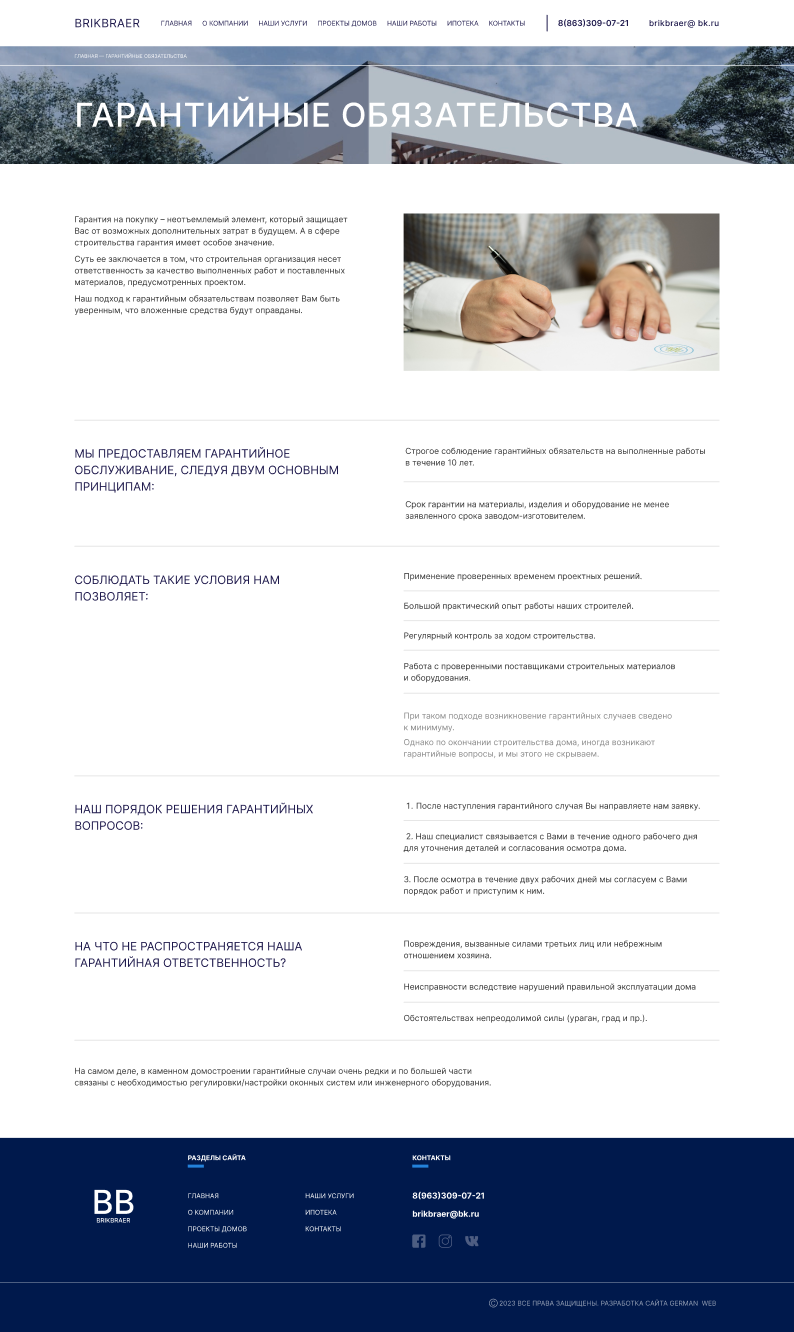 BRIKBRAER ГЛАВНАЯ О КОМПАНИИ НАШИ УСЛУГИ ПРОЕКТЫ ДОМОВ НАШИ РАБОТЫ ИПОТЕКА КОНТАКТЫ 8(863)309-07-21 brikbraer@ bk.ru
ГЛАВНАЯ — ГАРАНТИЙНЫЕ ОБЯЗАТЕЛЬСТВА
ГАРАНТИЙНЫЕ ОБЯЗАТЕЛЬСТВА
Гарантия на покупку – неотъемлемый элемент, который защищает
Вас от возможных дополнительных затрат в будущем. А в сфере
строительства гарантия имеет особое значение.
Суть ее заключается в том, что строительная организация несет
ответственность за качество выполненных работ и поставленных
материалов, предусмотренных проектом.
Наш подход к гарантийным обязательствам позволяет Вам быть
уверенным, что вложенные средства будут оправданы.
МЫ ПРЕДОСТАВЛЯЕМ ГАРАНТИЙНОЕ
ОБСЛУЖИВАНИЕ, СЛЕДУЯ ДВУМ ОСНОВНЫМ
ПРИНЦИПАМ:
Строгое соблюдение гарантийных обязательств на выполненные работы
в течение 10 лет.
Срок гарантии на материалы, изделия и оборудование не менее
заявленного срока заводом-изготовителем.
СОБЛЮДАТЬ ТАКИЕ УСЛОВИЯ НАМ
ПОЗВОЛЯЕТ:
Применение проверенных временем проектных решений.
Большой практический опыт работы наших строителей.
Регулярный контроль за ходом строительства.
Работа с проверенными поставщиками строительных материалов
и оборудования.
При таком подходе возникновение гарантийных случаев сведено
к минимуму.
Однако по окончании строительства дома, иногда возникают
гарантийные вопросы, и мы этого не скрываем.
НАШ ПОРЯДОК РЕШЕНИЯ ГАРАНТИЙНЫХ
ВОПРОСОВ:
1. После наступления гарантийного случая Вы направляете нам заявку.
2. Наш специалист связывается с Вами в течение одного рабочего дня
для уточнения деталей и согласования осмотра дома.
3. После осмотра в течение двух рабочих дней мы согласуем с Вами
порядок работ и приступим к ним.
НА ЧТО НЕ РАСПРОСТРАНЯЕТСЯ НАША
ГАРАНТИЙНАЯ ОТВЕТСТВЕННОСТЬ?
Повреждения, вызванные силами третьих лиц или небрежным
отношением хозяина.
Неисправности вследствие нарушений правильной эксплуатации дома
Обстоятельствах непреодолимой силы (ураган, град и пр.).
На самом деле, в каменном домостроении гарантийные случаи очень редки и по большей части
связаны с необходимостью регулировки/настройки оконных систем или инженерного оборудования.
BB
BRIKBRAER
РАЗДЕЛЫ САЙТА
ГЛАВНАЯ
О КОМПАНИИ
ПРОЕКТЫ ДОМОВ
НАШИ РАБОТЫ
НАШИ УСЛУГИ
ИПОТЕКА
КОНТАКТЫ
КОНТАКТЫ
8(963)309-07-21
brikbraer@bk.ru
© 2023 ВСЕ ПРАВА ЗАЩИЩЕНЫ. РАЗРАБОТКА САЙТА GERMAN WEB